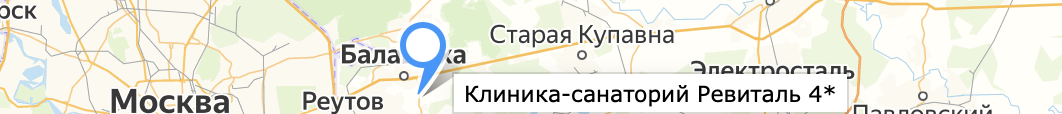 Старая Купавна
Электросталь
Реутов
Москва
Клиника-санаторий Ревиталь 4*